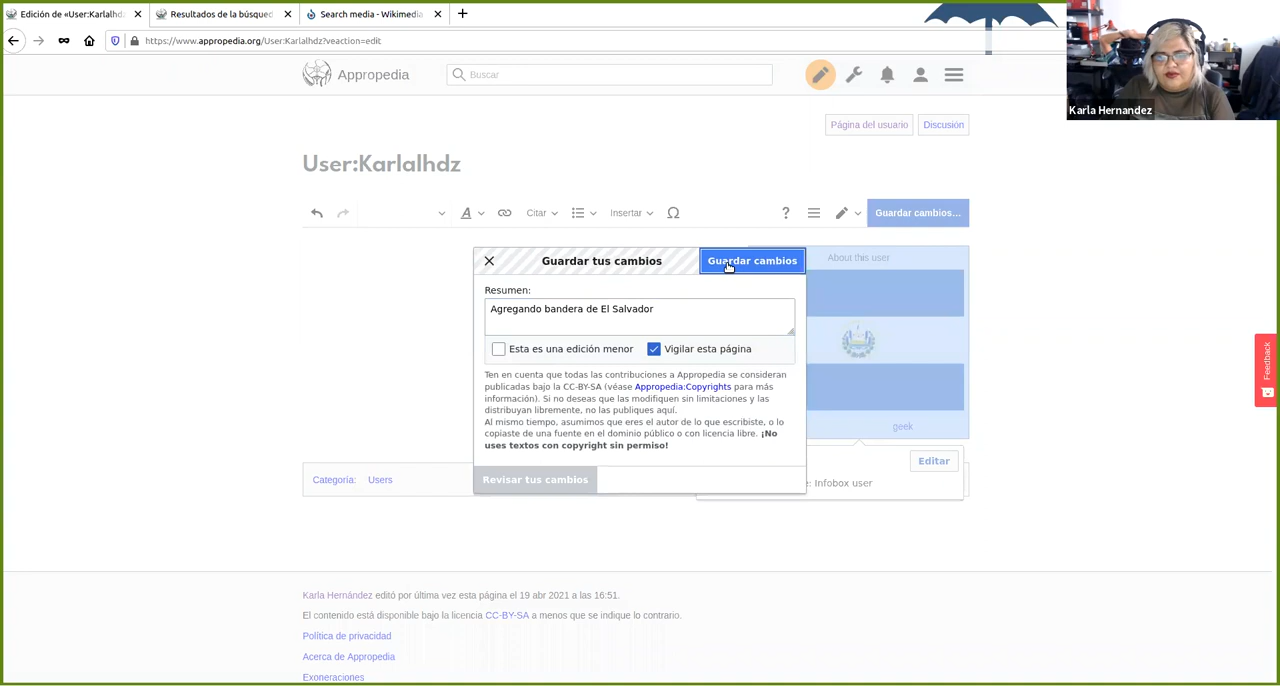 Edición de «User:Karlalhdz
Resultados de la búsqued
Search media - Wikimedia
https://www.appropedia.org/User:Karlalhdz?veaction=edit
Karla Hernandez
Appropedia
Buscar
Página del usuario
Discusión
User:Karlalhdz
A
Citar
Insertar
Ω
?
Guardar cambios...
Guardar tus cambios
Guardar cambios
About this user
Resumen:
Agregando bandera de El Salvador
Esta es una edición menor
Vigilar esta página
Ten en cuenta que todas las contribuciones a Appropedia se consideran
publicadas bajo la CC-BY-SA (véase Appropedia:Copyrights para más
información). Si no deseas que las modifiquen sin limitaciones y las
distribuyan libremente, no las publiques aquí.
Al mismo tiempo, asumimos que eres el autor de lo que escribiste, o lo
copiaste de una fuente en el dominio público o con licencia libre. ¡No
uses textos con copyright sin permiso!
Feedback
geek
Editar
Revisar tus cambios
: Infobox user
Categoría:
Users
Karla Hernández editó por última vez esta página el 19 abr 2021 a las 16:51.
El contenido está disponible bajo la licencia CC-BY-SA a menos que se indique lo contrario.
Política de privacidad
Acerca de Appropedia
Exoneraciones